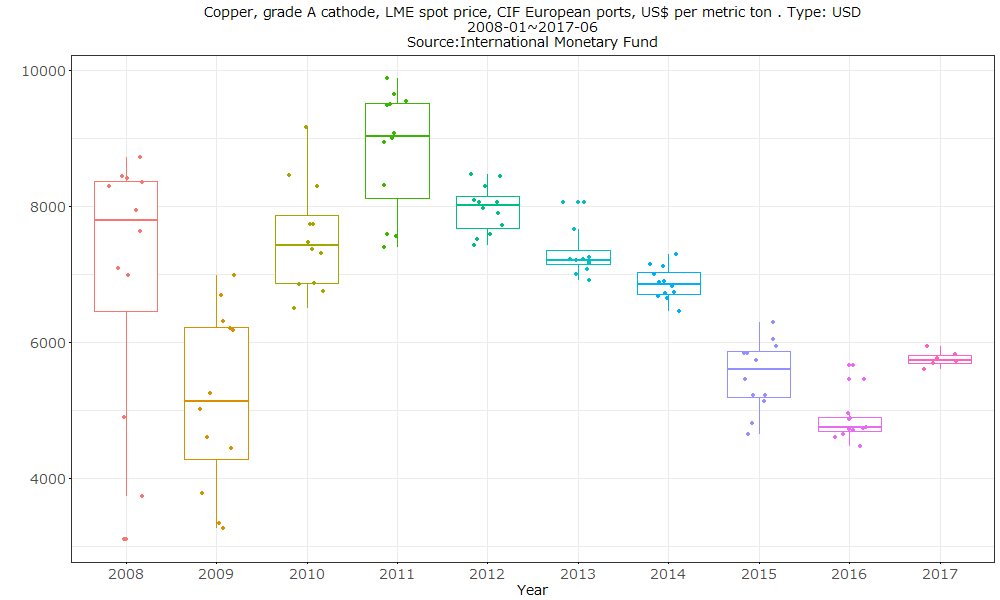 Copper, grade A cathode, LME spot price, CIF European ports, US$ per metric ton . Type: USD
2008-01~2017-06
Source:International Monetary Fund
10000
8000
6000
4000
2008 2009 2010 2011 2012 2013 2014 2015 2016 2017
Year